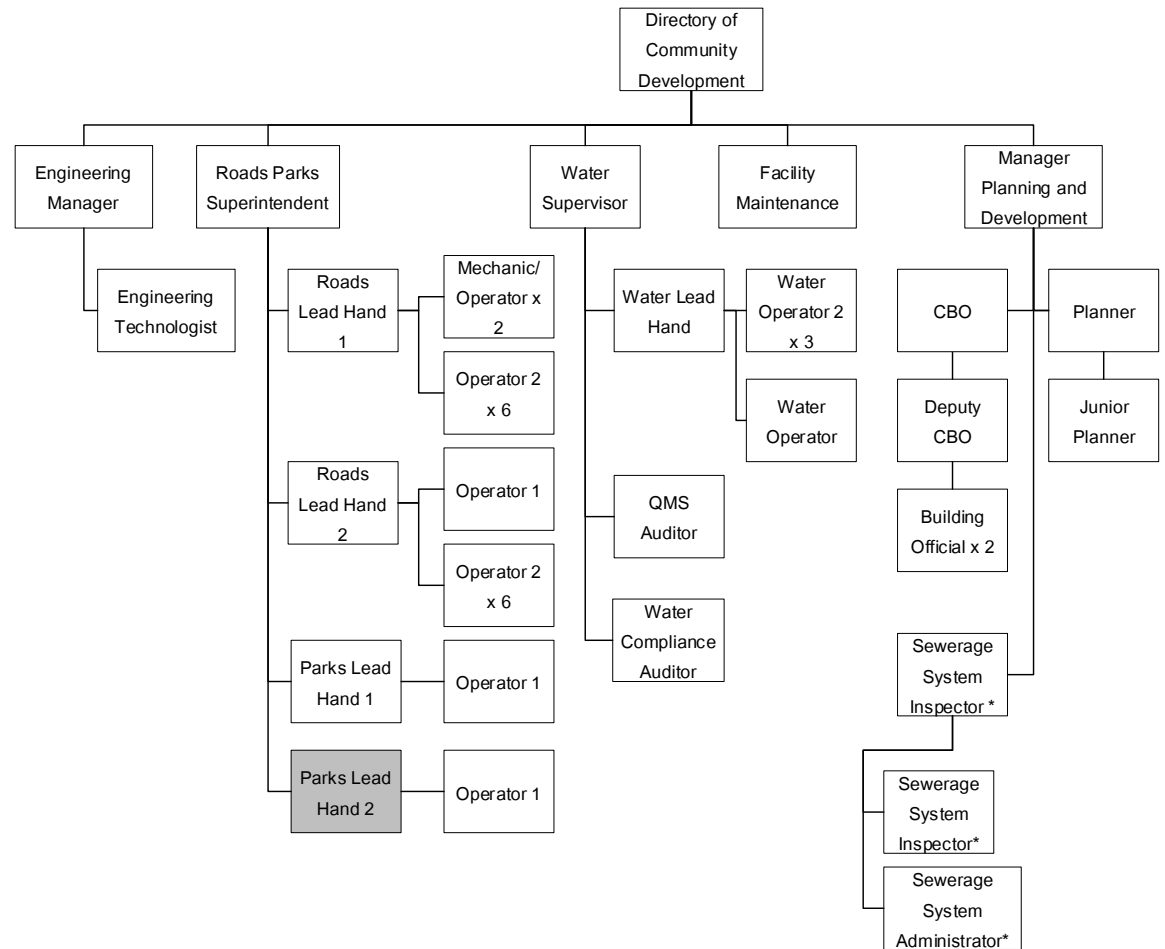 Directory of
Community
Development
Engineering
Manager
Roads Parks
Superintendent
Water
Supervisor
Facility
Maintenance
Manager
Planning and
Development
Engineering
Technologist
Roads
Lead Hand
1
Mechanic/
Operator x
2
Operator 2
x 6
Roads
Lead Hand
2
Operator 1
Operator 2
x 6
Parks Lead
Hand 1
Operator 1
Parks Lead
Hand 2
Operator 1
Water Lead
Hand
Water
Operator 2
x 3
Water
Operator
QMS
Auditor
Water
Compliance
Auditor
CBO
Deputy
CBO
Building
Official x 2
Planner
Junior
Planner
Sewerage
System
Inspector *
Sewerage
System
Inspector*
Sewerage
System
Administrator*